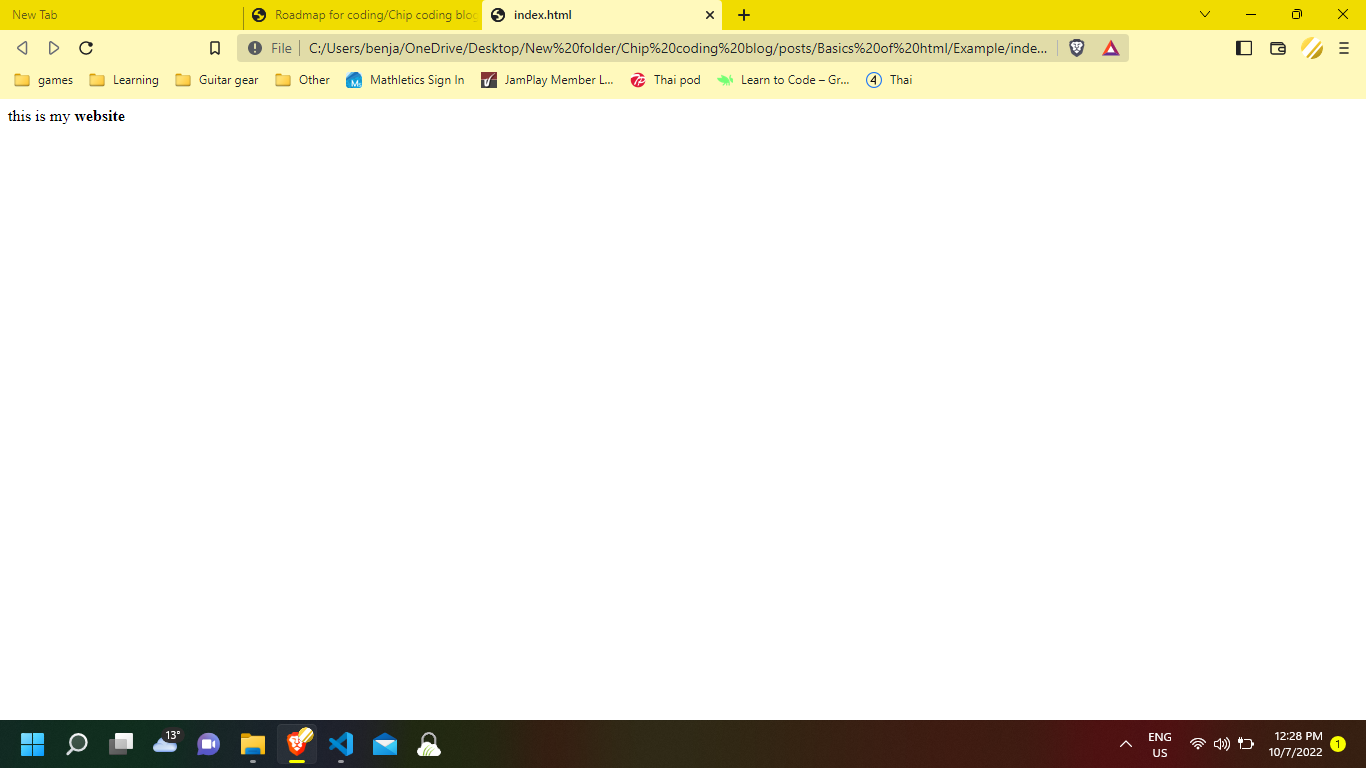 New Tab
Roadmap for coding/Chip coding blog
index.html
File
C:/Users/benja/OneDrive/Desktop/New%20folder/Chip%20coding%20blog/posts/Basics%20of%20html/Example/inde...
games
Learning
Guitar gear
Other
Mathletics Sign In
JamPlay Member L...
Thai pod
Learn to Code – Gr...
4
Thai
this is my website
13°
ENG
US
12:28 PM
10/7/2022
1